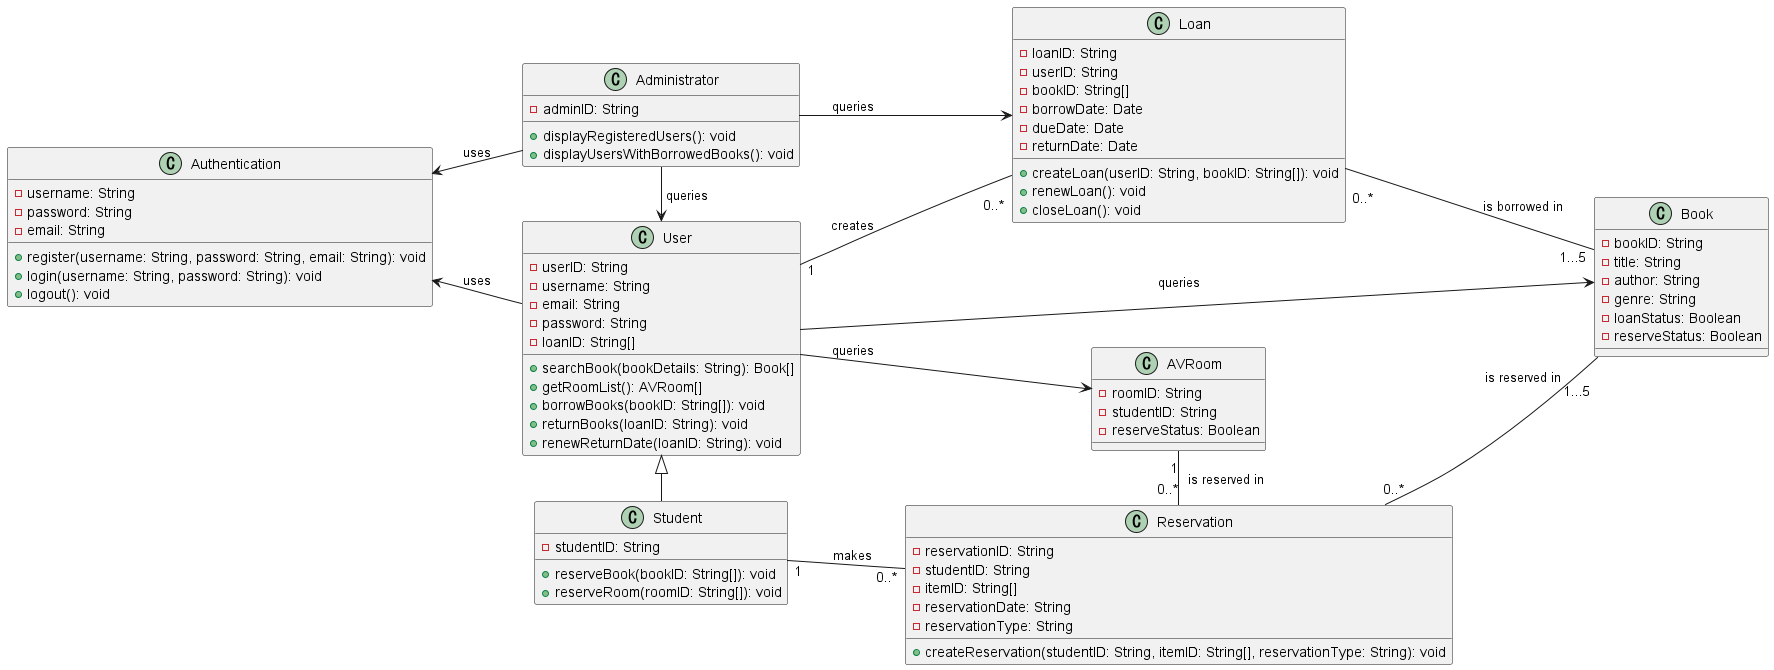 C Authentication
username: String
password: String
email: String
register(username: String, password: String, email: String): void
login(username: String, password: String): void
logout(): void
uses
uses
C Administrator
adminID: String
displayRegisteredUsers(): void
displayUsersWithBorrowedBooks(): void
queries
queries
C User
userID: String
username: String
email: String
password: String
loanID: String[]
searchBook(bookDetails: String): Book[]
getRoomList(): AVRoom[]
borrowBooks(bookID: String[]): void
returnBooks(loanID: String): void
renewReturnDate(loanID: String): void
creates
1
0..*
queries
queries
C Student
studentID: String
reserveBook(bookID: String[]): void
reserveRoom(roomID: String[]): void
makes
1
0..*
C Loan
loanID: String
userID: String
bookID: String[]
borrowDate: Date
dueDate: Date
returnDate: Date
createLoan(userID: String, bookID: String[]): void
renewLoan(): void
closeLoan(): void
0..*
is borrowed in
1...5
C AVRoom
roomID: String
studentID: String
reserveStatus: Boolean
1
is reserved in
0..*
C Reservation
reservationID: String
studentID: String
itemID: String[]
reservationDate: String
reservationType: String
createReservation(studentID: String, itemID: String[], reservationType: String): void
C Book
bookID: String
title: String
author: String
genre: String
loanStatus: Boolean
reserveStatus: Boolean
is reserved in
1...5
0..*